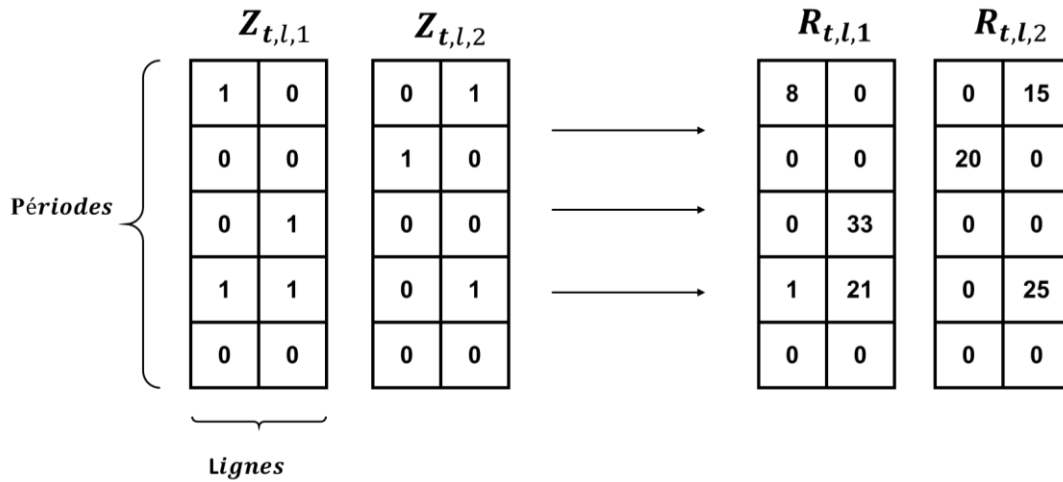 Z_{t,l,1} Z_{t,l,2} R_{t,l,1} R_{t,l,2}
1 0 0 1 8 0 0 15
0 0 1 0 0 0 20 0
Périodes
0 1 0 0 0 33 0 0
1 1 0 1 1 21 0 25
0 0 0 0 0 0 0 0
Lignes